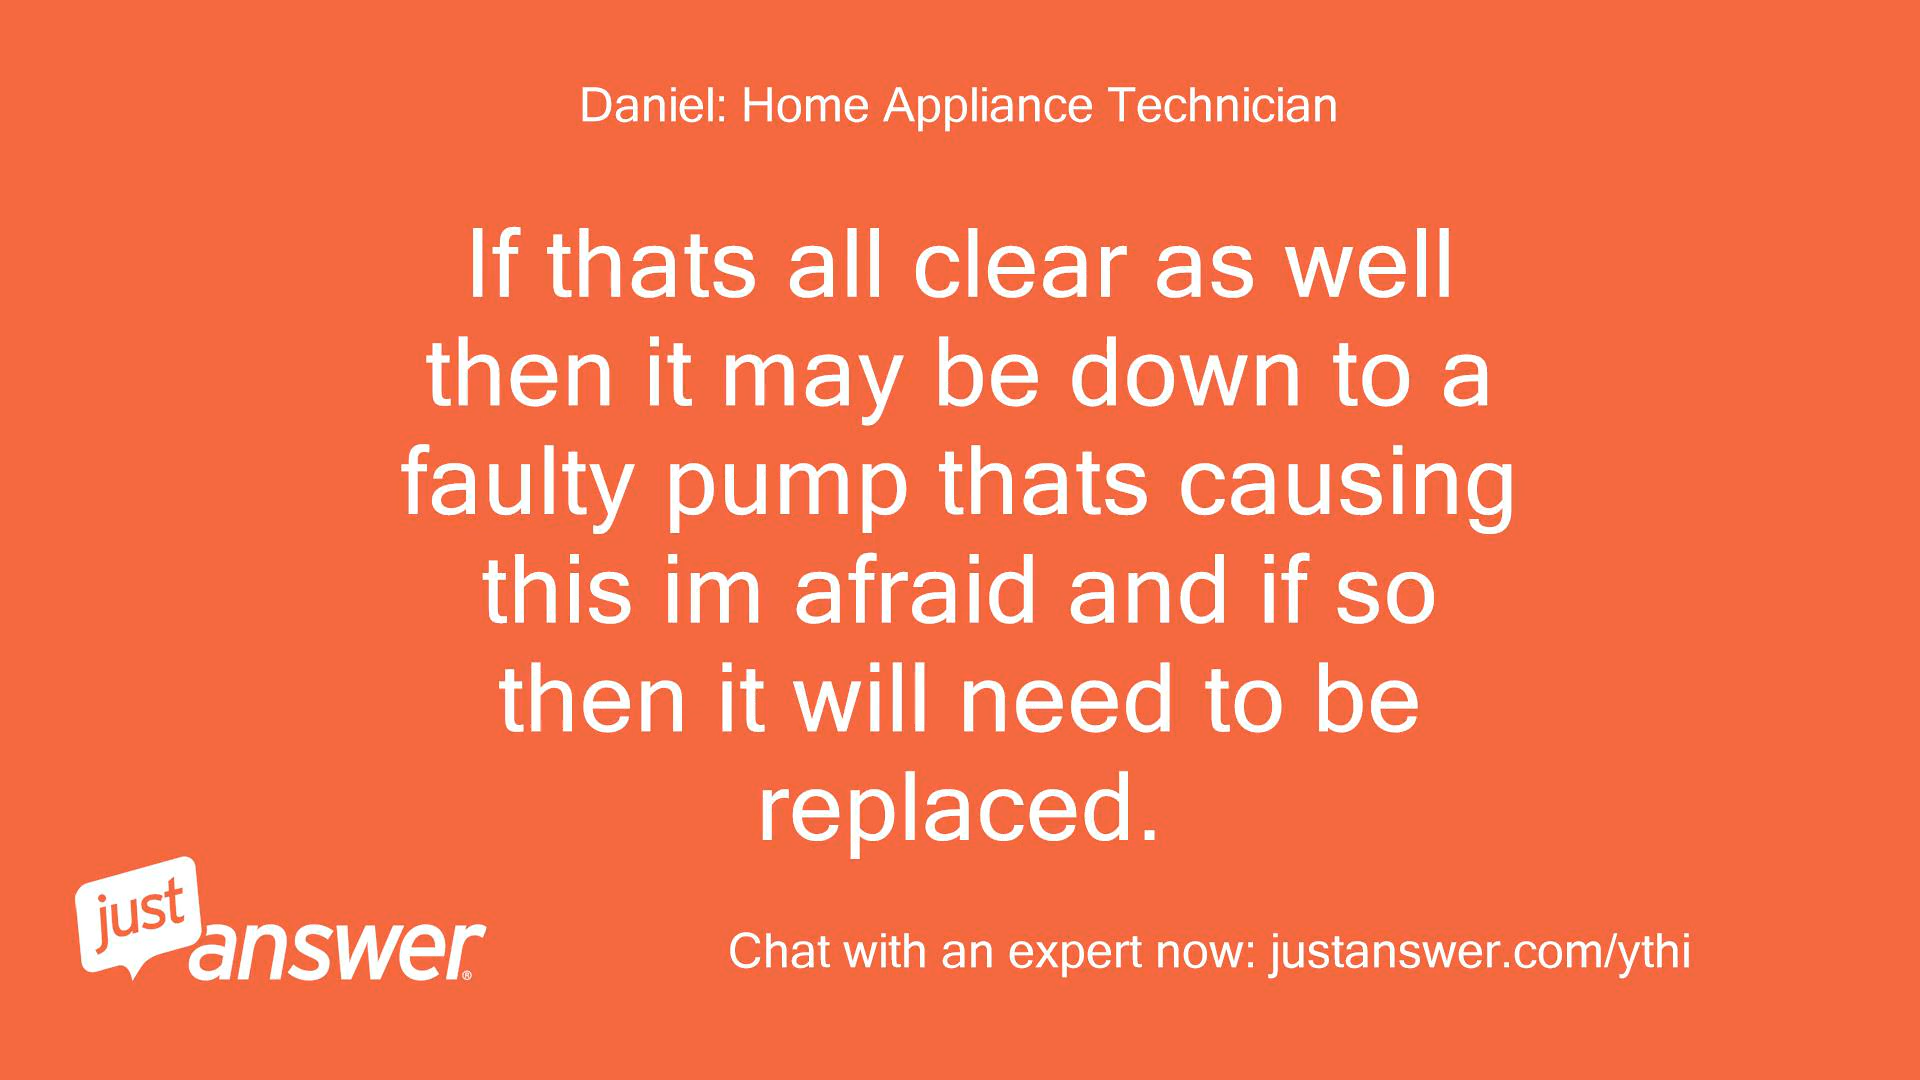 Daniel: Home Appliance Technician
If thats all clear as well
then it may be down to a
faulty pump thats causing
this im afraid and if so
then it will need to be
replaced.
just
answer®
Chat with an expert now: justanswer.com/ythi